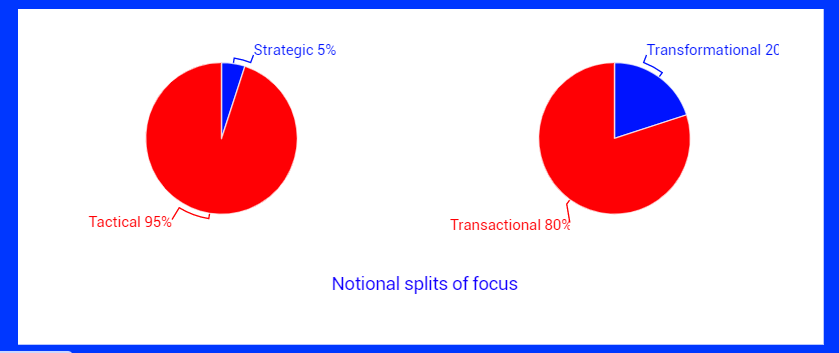 Strategic 5%
Tactical 95%
Transformational 20
Transactional 80%
Notional splits of focus